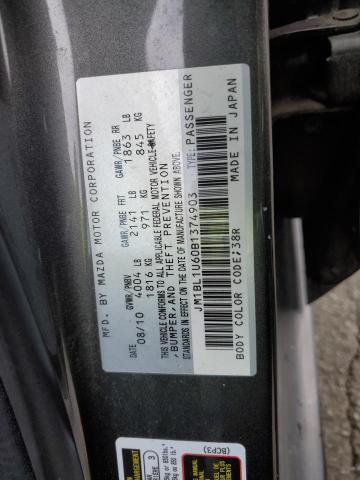 MFD. BY MAZDA MOTOR CORPORATION
DATE GVWR/PNBV GAWR/PNBE FRT GAWR/PNBE RR
08/10 4004 LB 2141 LB 1863 LB
1816 KG 971 KG 845 KG
THIS VEHICLE CONFORMS TO ALL APPLICABLE FEDERAL MOTOR VEHICLE SAFETY
BUMPER, AND THEFT PREVENTION
STANDARDS IN EFFECT ON THE DATE OF MANUFACTURE SHOWN ABOVE.
JM1BL1U60B1374903 TYPE: PASSENGER
BODY COLOR CODE:38R MADE IN JAPAN
(BCP3)
3